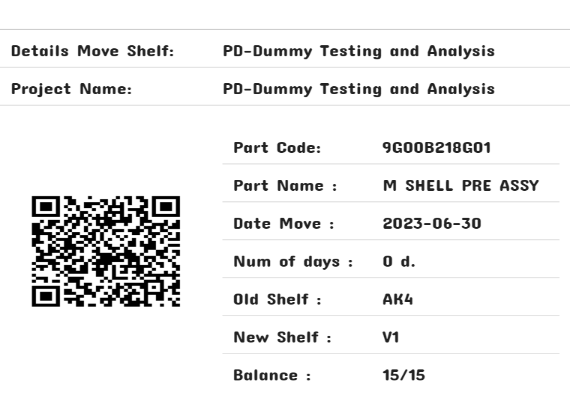 Details Move Shelf: PD-Dummy Testing and Analysis
Project Name: PD-Dummy Testing and Analysis
Part Code: 9G00B218G01
Part Name : M SHELL PRE ASSY
Date Move : 2023-06-30
Num of days : 0 d.
Old Shelf : AK4
New Shelf : V1
Balance : 15/15